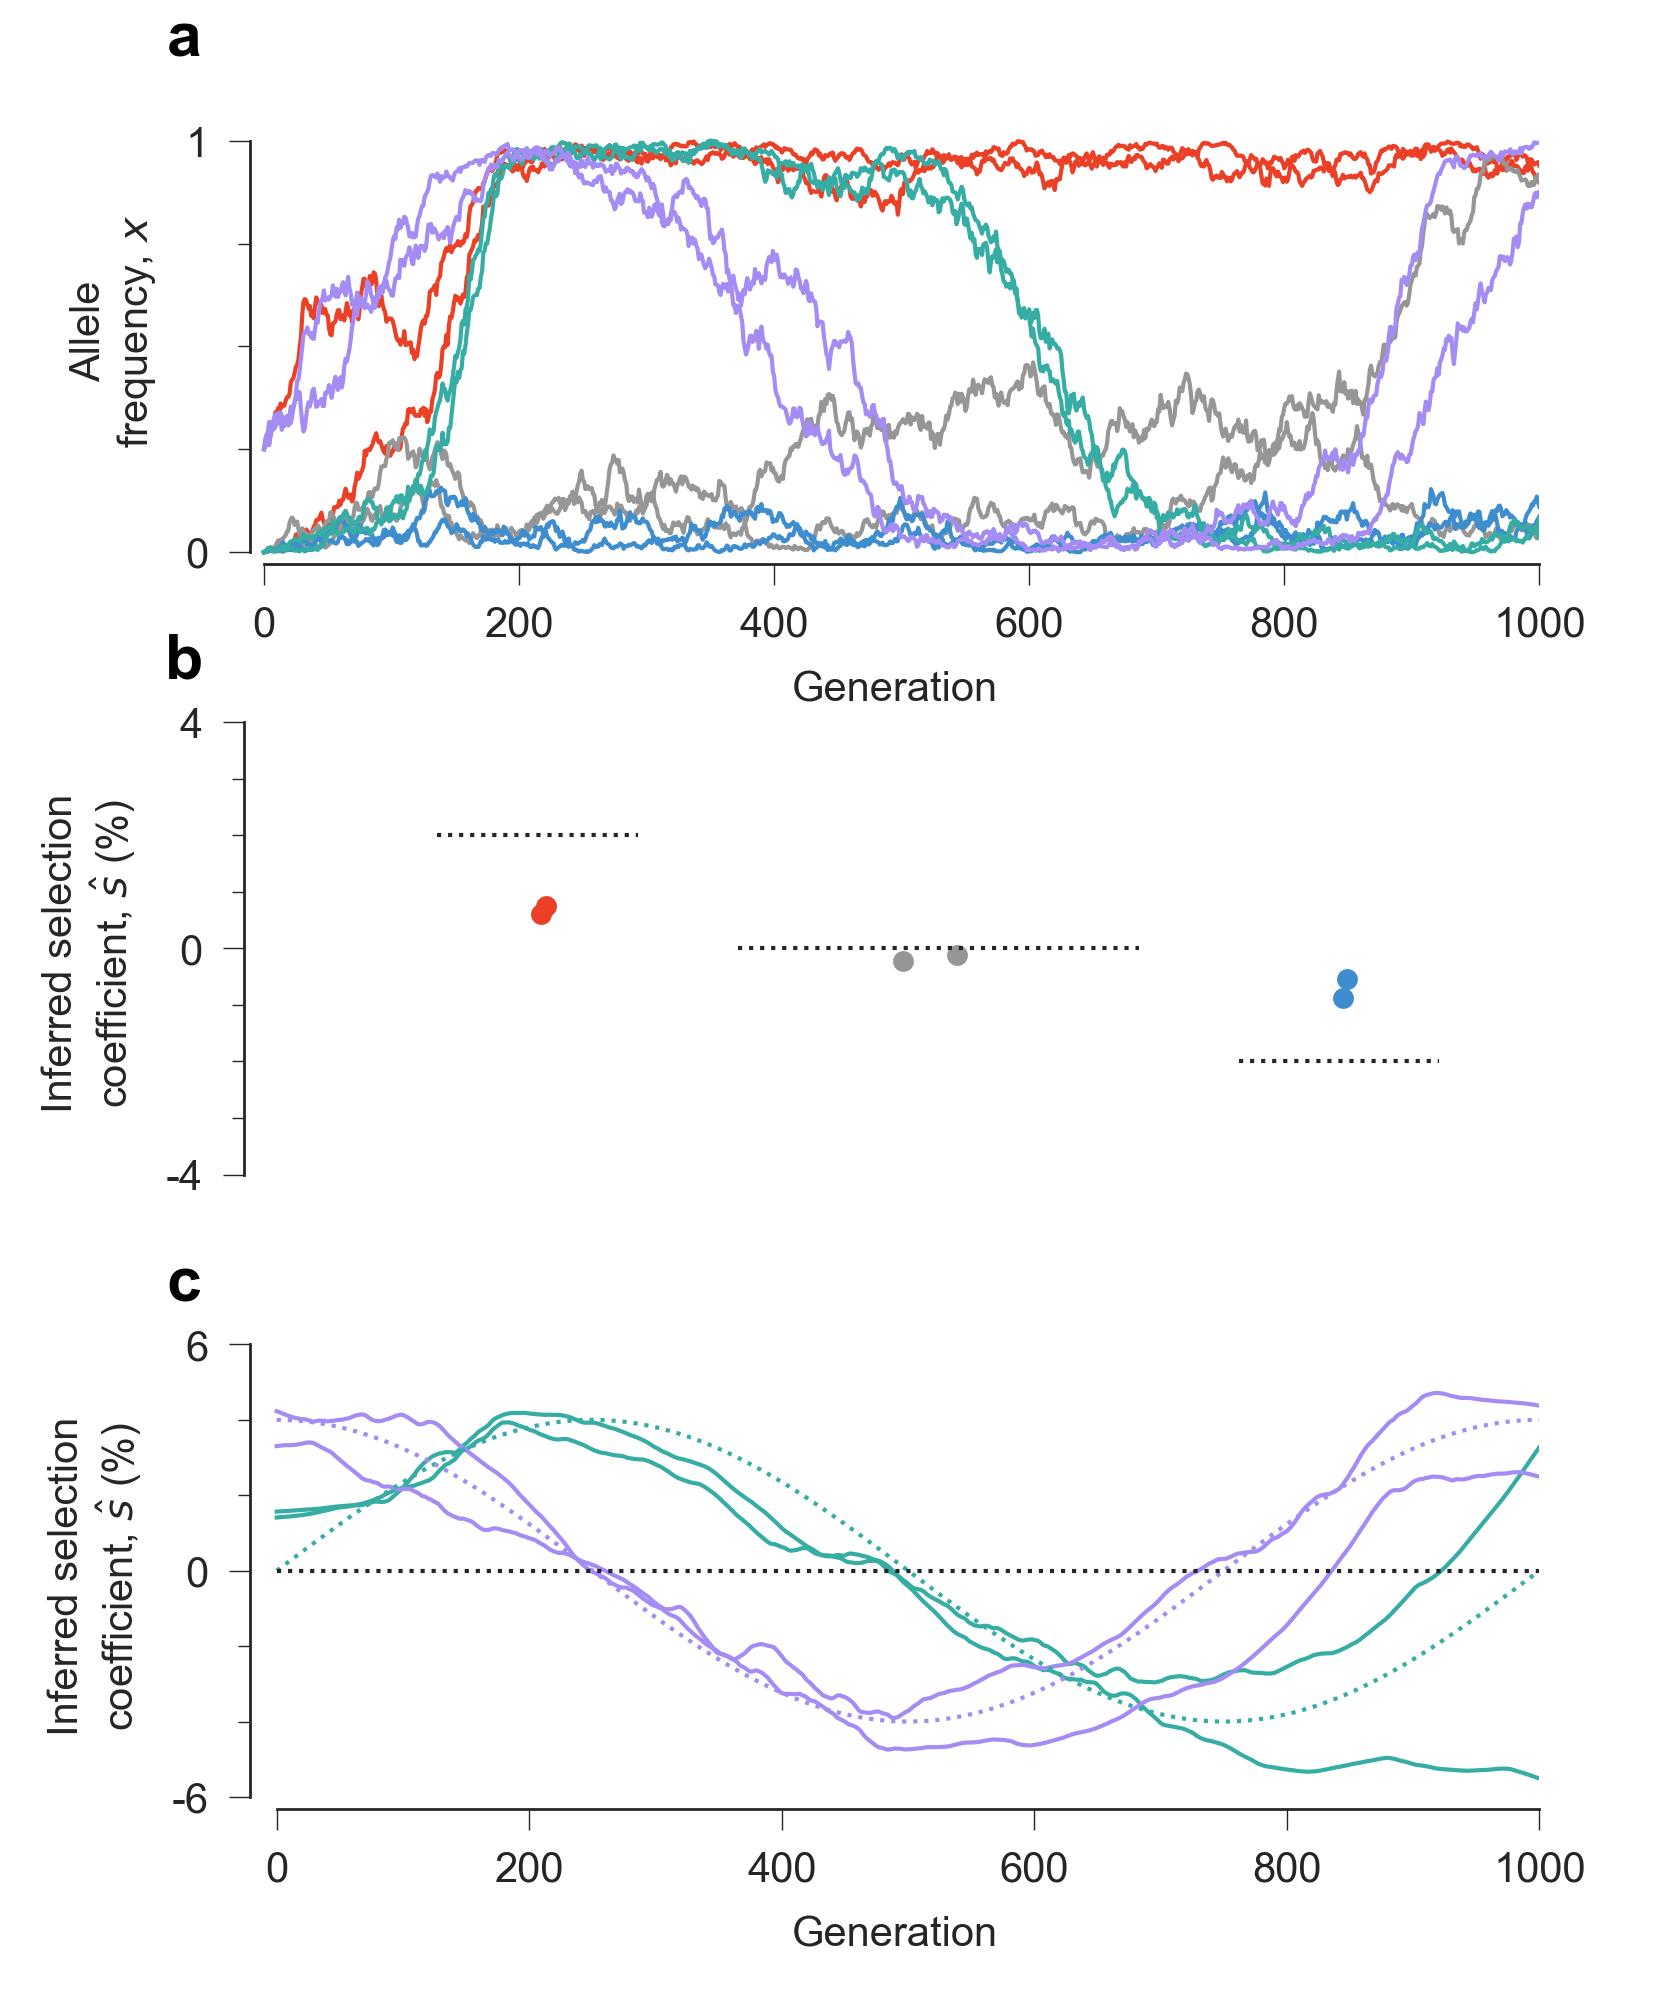 a
1
0
Allele
frequency, x
0 200 400 600 800 1000
Generation
b
4
0
-4
Inferred selection
coefficient, ŝ (%)
c
6
0
-6
Inferred selection
coefficient, ŝ (%)
0 200 400 600 800 1000
Generation